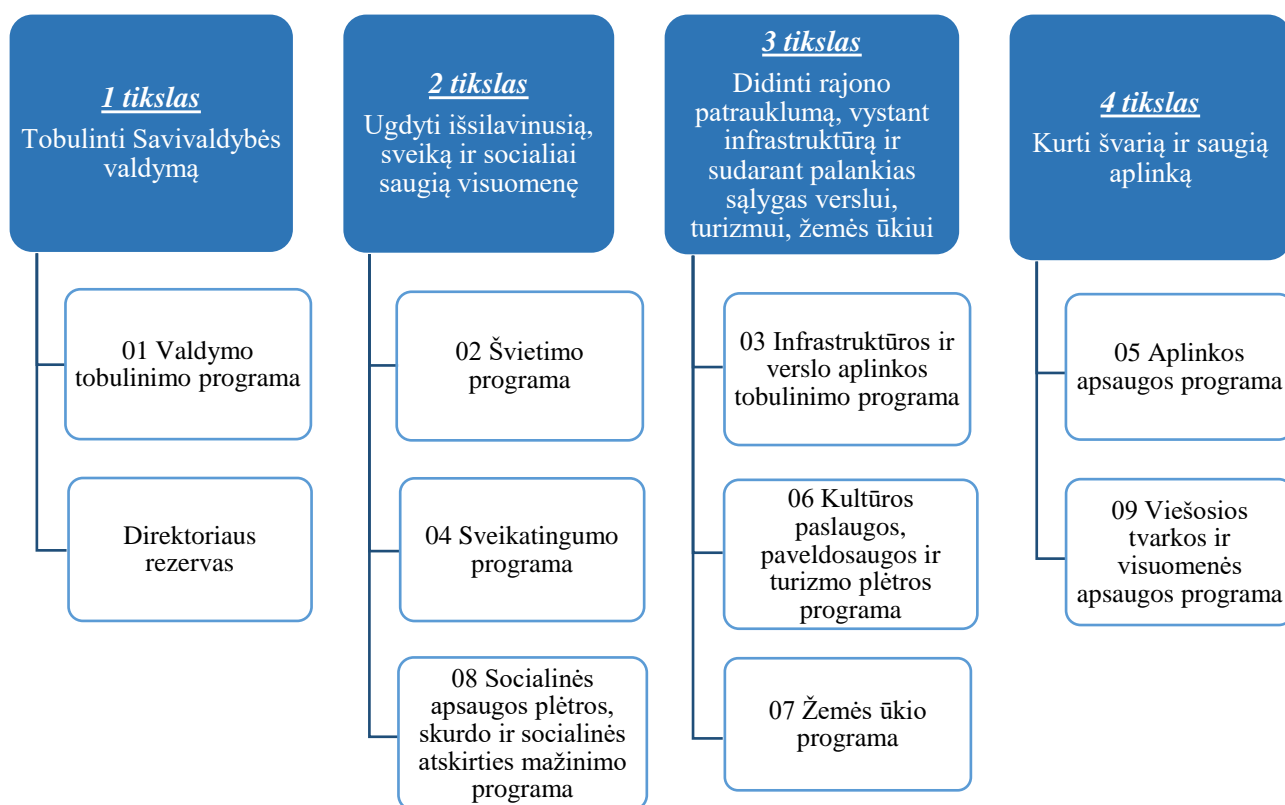 1 tikslas
Tobulinti Savivaldybės
valdymą
01 Valdymo
tobulinimo programa
Direktoriaus
rezervas
2 tikslas
Ugdyti išsilavinusią,
sveiką ir socialiai
saugią visuomenę
02 Švietimo
programa
04 Sveikatingumo
programa
08 Socialinės
apsaugos plėtros,
skurdo ir socialinės
atskirties mažinimo
programa
3 tikslas
Didinti rajono
patrauklumą, vystant
infrastruktūrą ir
sudarant palankias
sąlygas verslui,
turizmui, žemės ūkiui
03 Infrastruktūros ir
verslo aplinkos
tobulinimo programa
06 Kultūros
paslaugos,
paveldosaugos ir
turizmo plėtros
programa
07 Žemės ūkio
programa
4 tikslas
Kurti švarią ir saugią
aplinką
05 Aplinkos
apsaugos programa
09 Viešosios
tvarkos ir
visuomenės
apsaugos programa